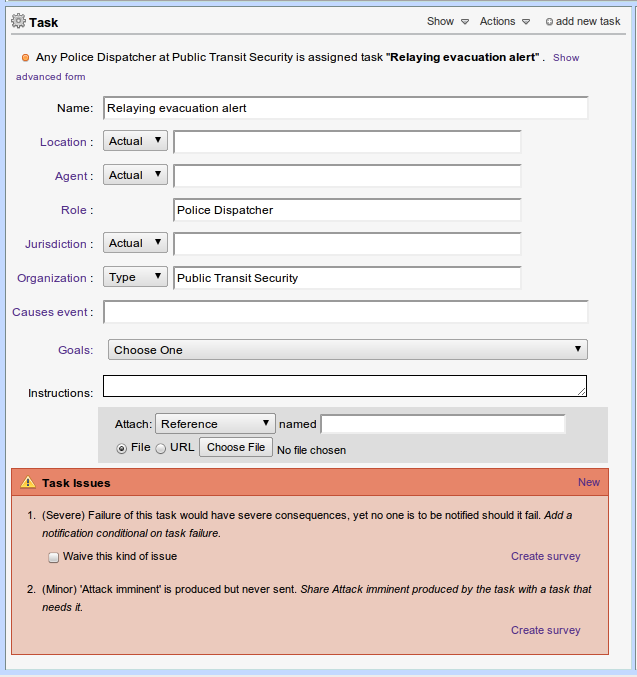 Task Show Actions add new task
Any Police Dispatcher at Public Transit Security is assigned task "Relaying evacuation alert" . Show
advanced form
Name: Relaying evacuation alert
Location : Actual
Agent : Actual
Role : Police Dispatcher
Jurisdiction : Actual
Organization : Type Public Transit Security
Causes event :
Goals: Choose One
Instructions:
Attach: Reference named
File URL Choose File No file chosen
Task Issues New
1. (Severe) Failure of this task would have severe consequences, yet no one is to be notified should it fail. Add a
notification conditional on task failure.
Waive this kind of issue Create survey
2. (Minor) 'Attack imminent' is produced but never sent. Share Attack imminent produced by the task with a task that
needs it.
Create survey